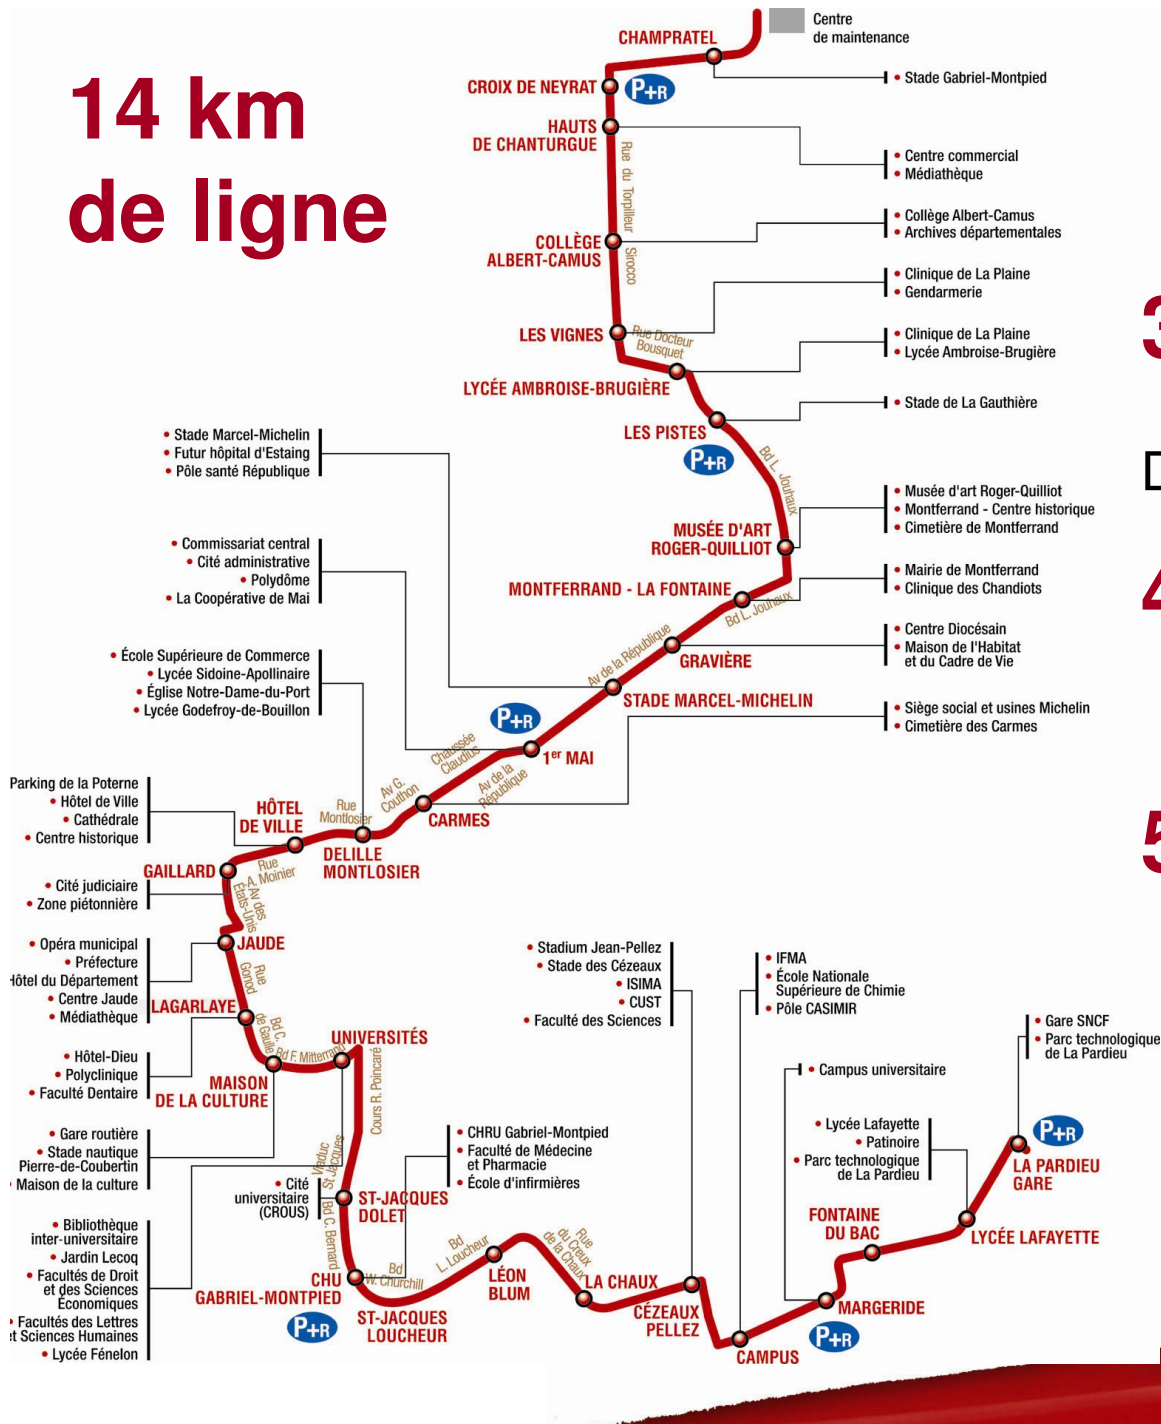 14 km
de ligne
Centre
de maintenance
CHAMPRATEL
• Stade Gabriel-Montpied
CROIX DE NEYRAT
P+R
HAUTS
DE CHANTURGUE
• Centre commercial
• Médiathèque
Rue du Torpilleur Sirocco
COLLÈGE
ALBERT-CAMUS
• Collège Albert-Camus
• Archives départementales
LES VIGNES
• Clinique de La Plaine
• Gendarmerie
Rue Docteur
Bousquet
LYCÉE AMBROISE-BRUGIÈRE
• Clinique de La Plaine
• Lycée Ambroise-Brugière
LES PISTES
P+R
• Stade de La Gauthière
Bd L. Jouhaux
MUSÉE D'ART
ROGER-QUILLIOT
• Musée d'art Roger-Quilliot
• Montferrand - Centre historique
• Cimetière de Montferrand
MONTFERRAND - LA FONTAINE
• Mairie de Montferrand
• Clinique des Chandiots
Bd L. Jouhaux
GRAVIÈRE
• Centre Diocésain
• Maison de l'Habitat
et du Cadre de Vie
Av de la République
STADE MARCEL-MICHELIN
• Stade Marcel-Michelin
• Futur hôpital d'Estaing
• Pôle santé République
P+R
1er MAI
• Commissariat central
• Cité administrative
• Polydôme
• La Coopérative de Mai
Chaussée
Claudius
Av de la
République
CARMES
• Siège social et usines Michelin
• Cimetière des Carmes
Av G.
Couthon
• École Supérieure de Commerce
• Lycée Sidoine-Apollinaire
• Église Notre-Dame-du-Port
• Lycée Godefroy-de-Bouillon
Rue
Montlosier
DELILLE
MONTLOSIER
HÔTEL
DE VILLE
Parking de la Poterne
• Hôtel de Ville
• Cathédrale
• Centre historique
Rue
A. Moinier
GAILLARD
• Cité judiciaire
• Zone piétonnière
Av des
États-Unis
JAUDE
• Opéra municipal
• Préfecture
Hôtel du Département
• Centre Jaude
• Médiathèque
Rue
Gonod
LAGARLAYE
• Hôtel-Dieu
• Polyclinique
• Faculté Dentaire
Bd C.
de Gaulle
MAISON
DE LA CULTURE
• Gare routière
• Stade nautique
Pierre-de-Coubertin
• Maison de la culture
Bd F. Mitterrand
UNIVERSITÉS
• Bibliothèque
inter-universitaire
• Jardin Lecoq
• Facultés de Droit
et des Sciences
Économiques
• Facultés des Lettres
et Sciences Humaines
• Lycée Fénelon
Cours R. Poincaré
Viaduc
St Jacques
• Cité
universitaire
(CROUS)
ST-JACQUES
DOLET
Bd C. Bernard
CHU
GABRIEL-MONTPIED
P+R
• CHRU Gabriel-Montpied
• Faculté de Médecine
et Pharmacie
• École d'infirmières
Bd
W. Churchill
ST-JACQUES
LOUCHEUR
Bd
L. Loucheur
LÉON
BLUM
Rue
du Creux
de la Chaux
LA CHAUX
CÉZEAUX
PELLEZ
• Stadium Jean-Pellez
• Stade des Cézeaux
• ISIMA
• CUST
• Faculté des Sciences
CAMPUS
• IFMA
• École Nationale
Supérieure de Chimie
• Pôle CASIMIR
MARGERIDE
P+R
• Campus universitaire
FONTAINE
DU BAC
LYCÉE LAFAYETTE
• Lycée Lafayette
• Patinoire
• Parc technologique
de La Pardieu
P+R
LA PARDIEU
GARE
• Gare SNCF
• Parc technologique
de La Pardieu